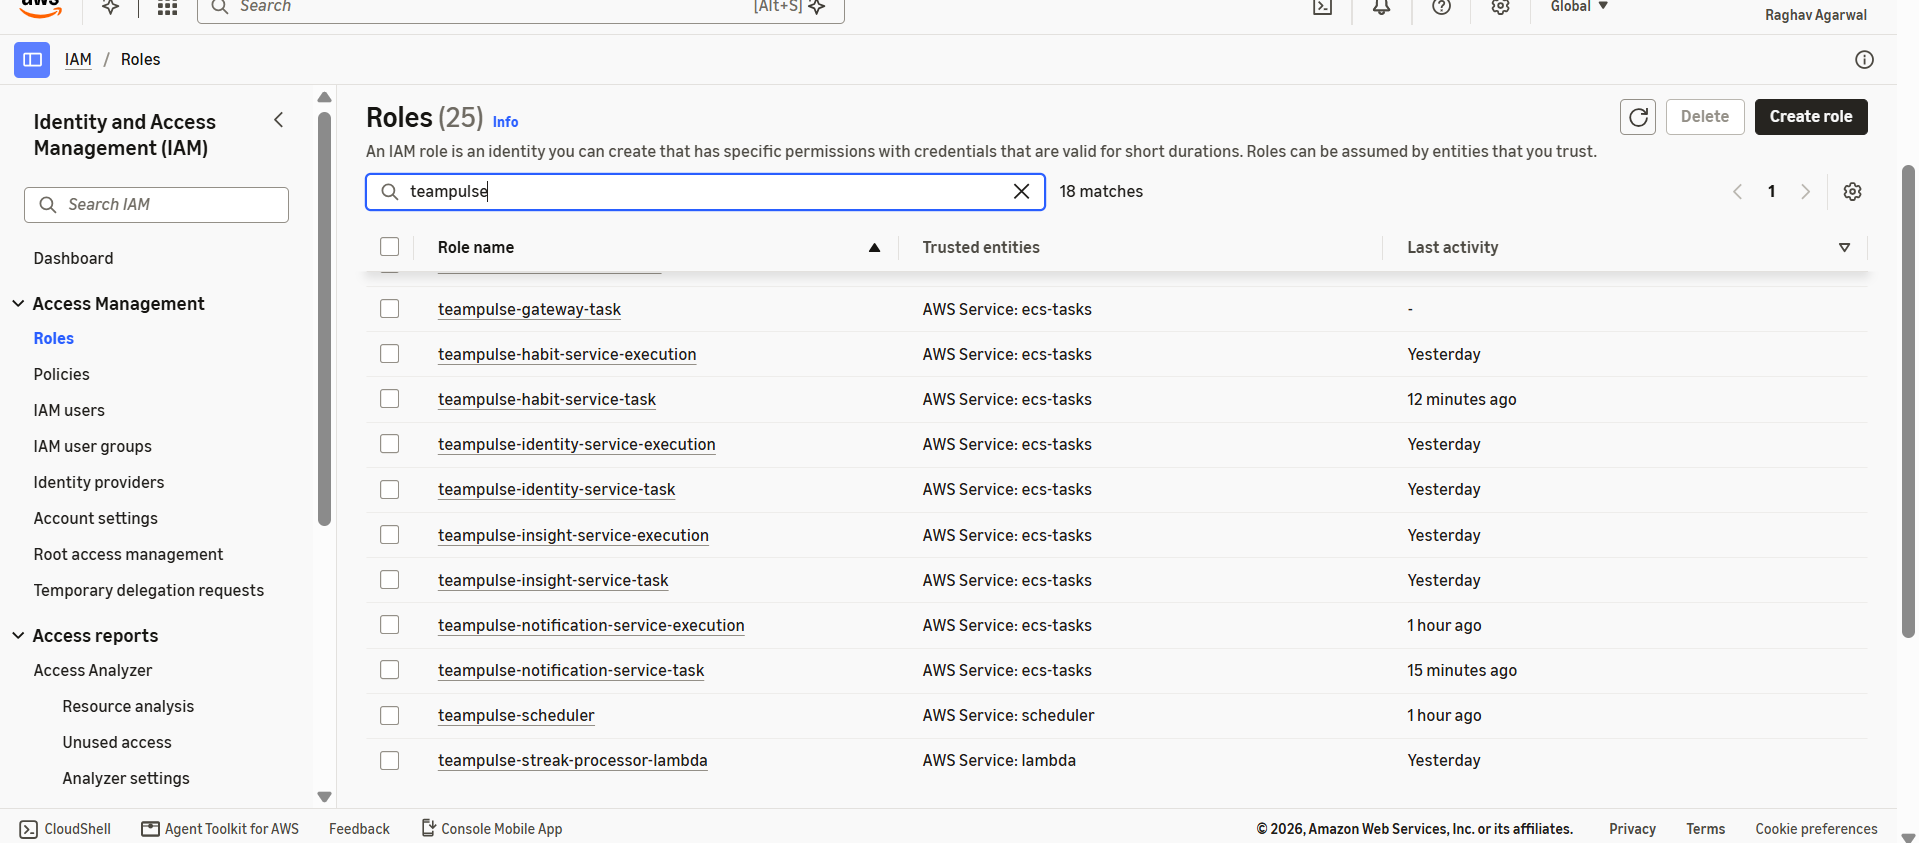 aws
Search
[Alt+S]
Global
Raghav Agarwal
IAM / Roles
Identity and Access
Management (IAM)
Search IAM
Dashboard
Access Management
Roles
Policies
IAM users
IAM user groups
Identity providers
Account settings
Root access management
Temporary delegation requests
Access reports
Access Analyzer
Resource analysis
Unused access
Analyzer settings
Roles (25) Info
Delete
Create role
An IAM role is an identity you can create that has specific permissions with credentials that are valid for short durations. Roles can be assumed by entities that you trust.
teampulse
18 matches
1
Role name Trusted entities Last activity
teampulse-gateway-task AWS Service: ecs-tasks -
teampulse-habit-service-execution AWS Service: ecs-tasks Yesterday
teampulse-habit-service-task AWS Service: ecs-tasks 12 minutes ago
teampulse-identity-service-execution AWS Service: ecs-tasks Yesterday
teampulse-identity-service-task AWS Service: ecs-tasks Yesterday
teampulse-insight-service-execution AWS Service: ecs-tasks Yesterday
teampulse-insight-service-task AWS Service: ecs-tasks Yesterday
teampulse-notification-service-execution AWS Service: ecs-tasks 1 hour ago
teampulse-notification-service-task AWS Service: ecs-tasks 15 minutes ago
teampulse-scheduler AWS Service: scheduler 1 hour ago
teampulse-streak-processor-lambda AWS Service: lambda Yesterday
CloudShell Agent Toolkit for AWS Feedback Console Mobile App © 2026, Amazon Web Services, Inc. or its affiliates. Privacy Terms Cookie preferences